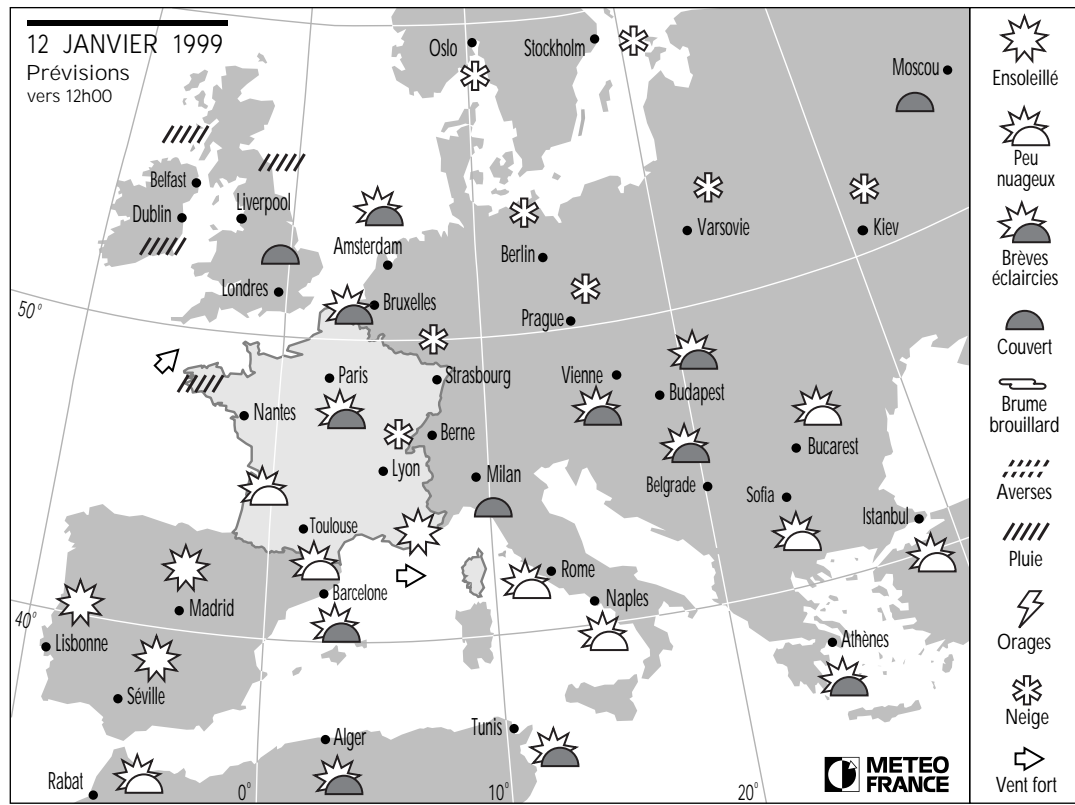 12 JANVIER 1999
Prévisions
vers 12h00
Oslo
Stockholm
Moscou
Belfast
Dublin
Liverpool
Londres
Amsterdam
Bruxelles
Berlin
Varsovie
Kiev
Prague
50°
Paris
Strasbourg
Vienne
Budapest
Nantes
Berne
Bucarest
Lyon
Milan
Belgrade
Sofia
Istanbul
Toulouse
Rome
Barcelone
Naples
Madrid
40°
Lisbonne
Athènes
Séville
Tunis
Alger
Rabat
0°
10°
20°
METEO
FRANCE
Ensoleillé
Peu
nuageux
Brèves
éclaircies
Couvert
Brume
brouillard
Averses
Pluie
Orages
Neige
Vent fort